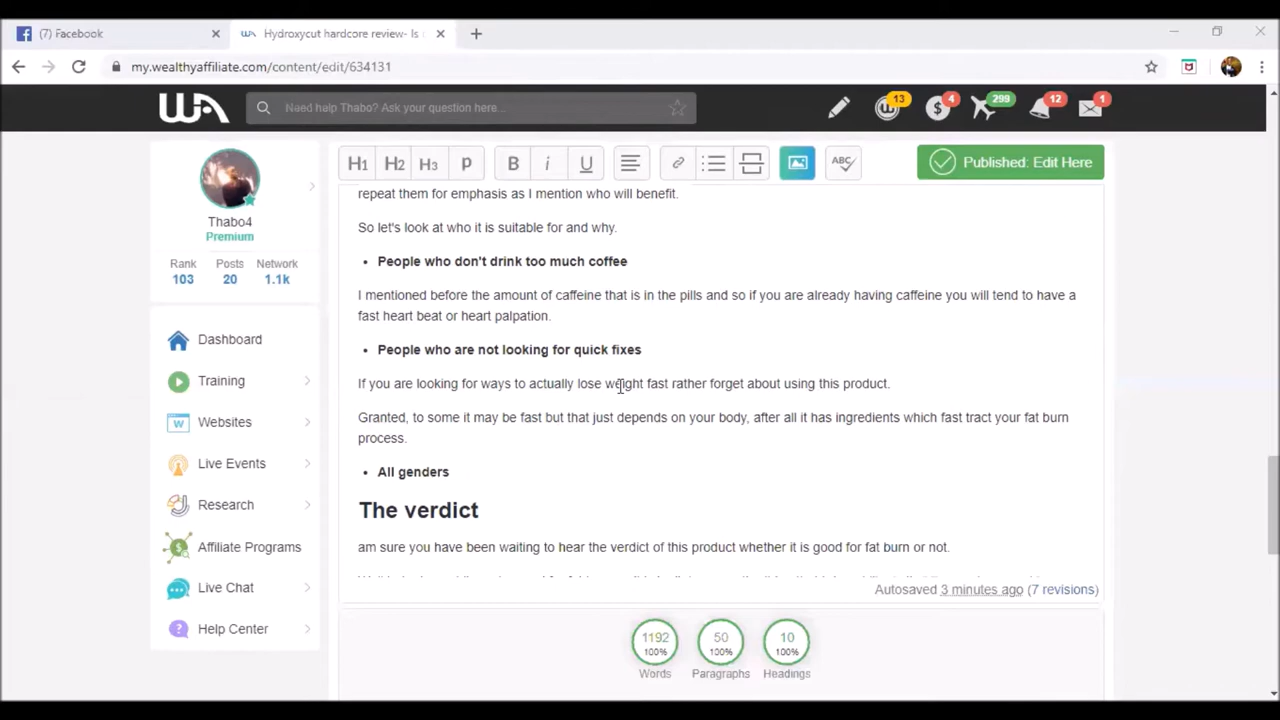 (7) Facebook
Hydroxycut hardcore review- Is
my.wealthyaffiliate.com/content/edit/634131
WA
Need help Thabo? Ask your question here...
13
4
299
12
1
H1 H2 H3 p B i U ABC
Published: Edit Here
Thabo4
Premium
Rank Posts Network
103 20 1.1k
Dashboard
Training
Websites
Live Events
Research
Affiliate Programs
Live Chat
Help Center
repeat them for emphasis as I mention who will benefit.
So let's look at who it is suitable for and why.
• People who don't drink too much coffee
I mentioned before the amount of caffeine that is in the pills and so if you are already having caffeine you will tend to have a
fast heart beat or heart palpation.
• People who are not looking for quick fixes
If you are looking for ways to actually lose weight fast rather forget about using this product.
Granted, to some it may be fast but that just depends on your body, after all it has ingredients which fast tract your fat burn
process.
• All genders
The verdict
am sure you have been waiting to hear the verdict of this product whether it is good for fat burn or not.
Autosaved 3 minutes ago (7 revisions)
1192 50 10
100% 100% 100%
Words Paragraphs Headings